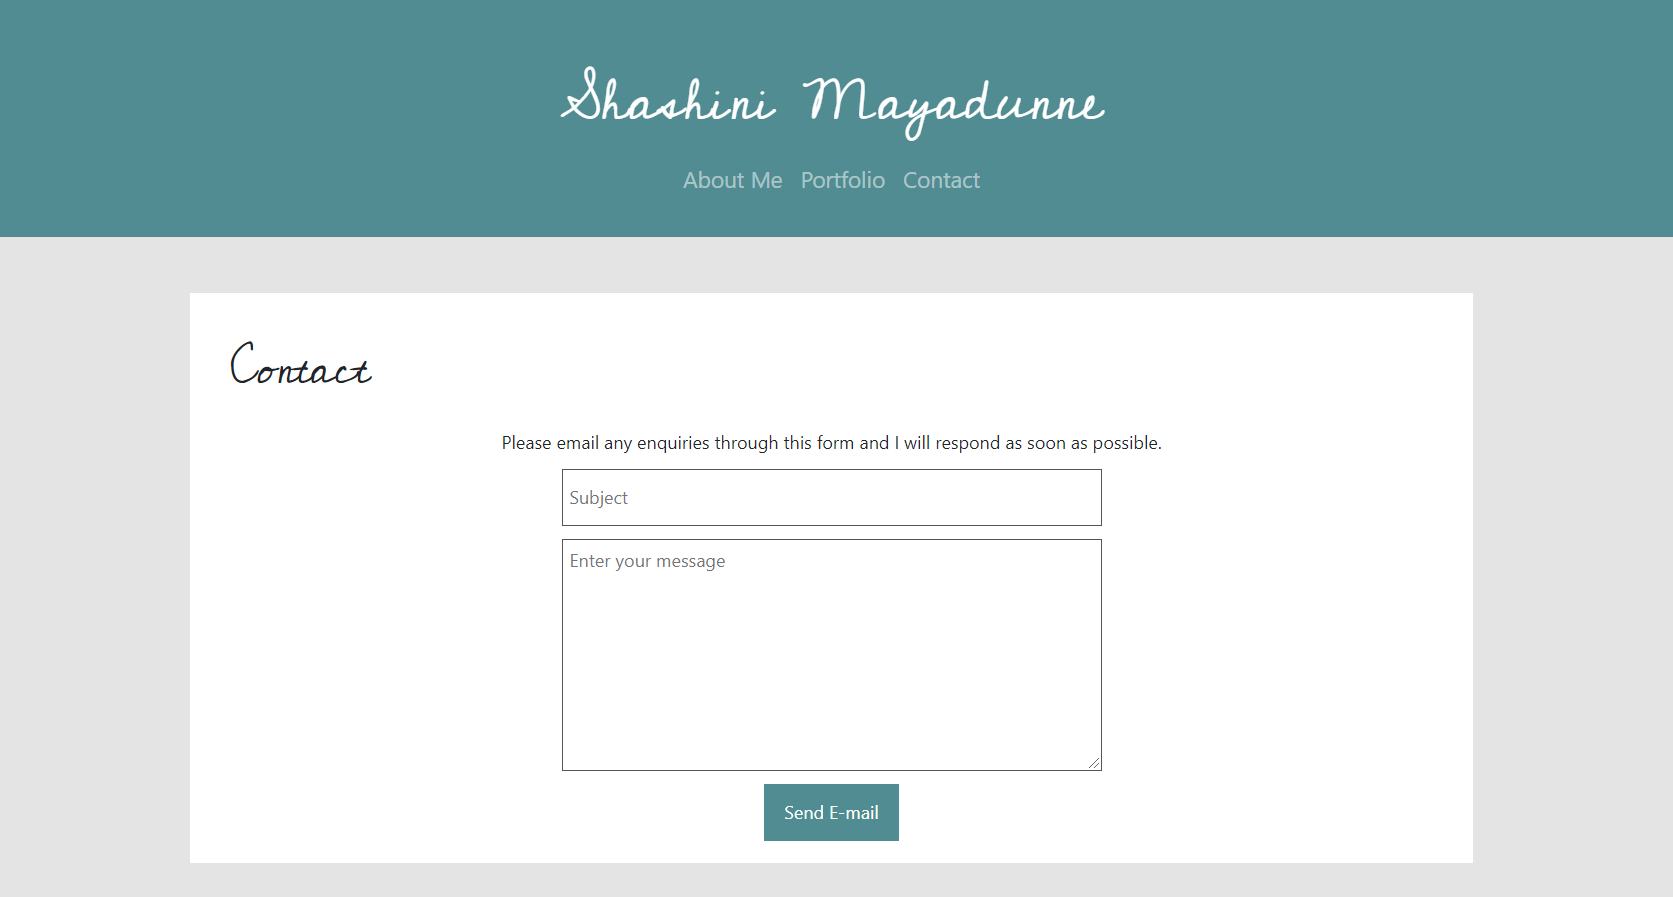 Shashini Mayadunne
About Me Portfolio Contact
Contact
Please email any enquiries through this form and I will respond as soon as possible.
Subject
Enter your message
Send E-mail